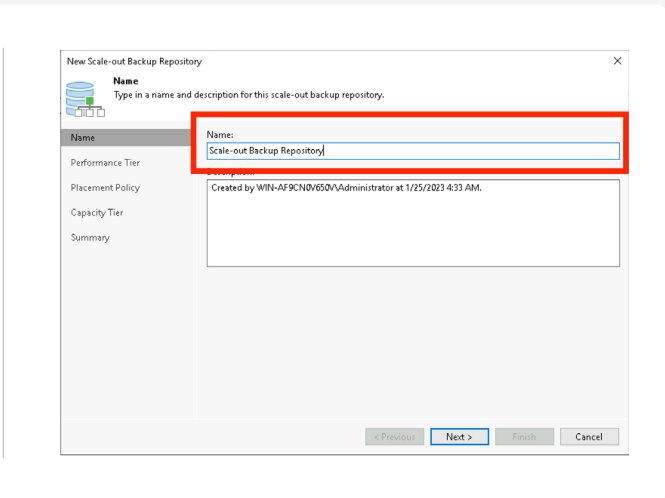 New Scale-out Backup Repository
Name
Type in a name and description for this scale-out backup repository.
Name
Performance Tier
Placement Policy
Capacity Tier
Summary
Name:
Scale-out Backup Repository
Created by WIN-AF9CN0V650V\Administrator at 1/25/2023 4:33 AM.
< Previous
Next >
Finish
Cancel